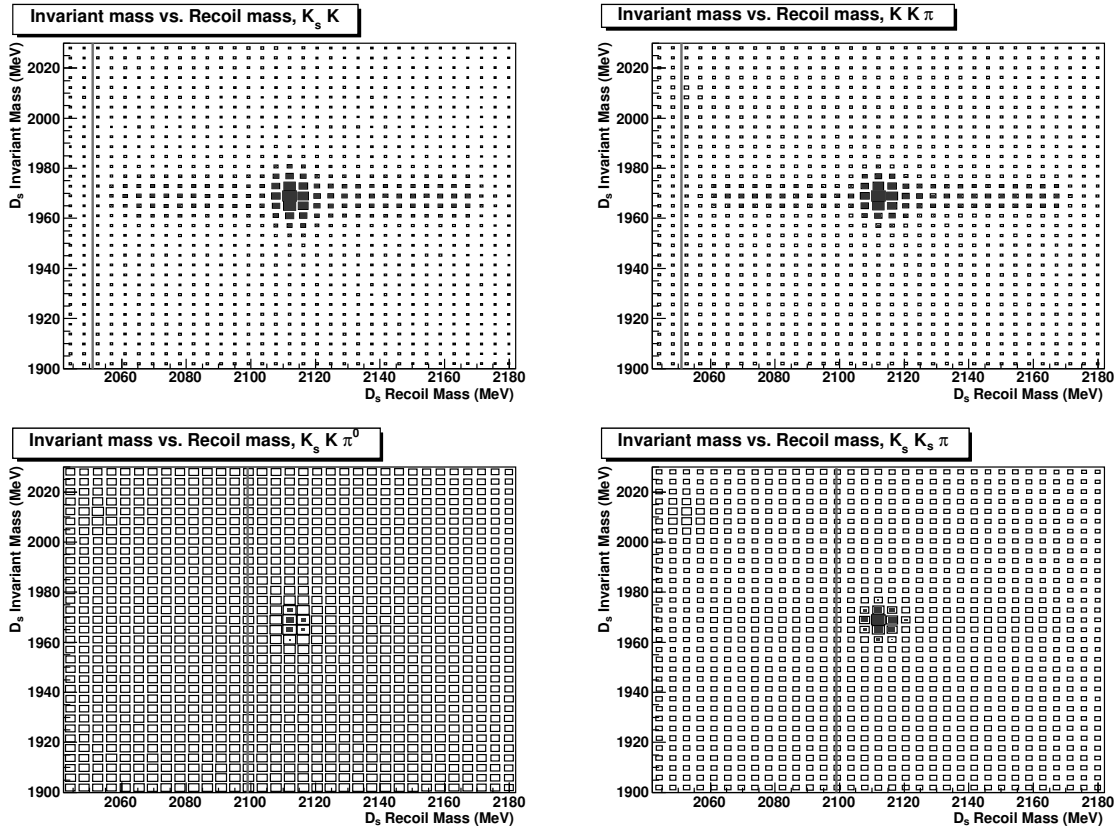 Invariant mass vs. Recoil mass, K_s K
D_s Invariant Mass (MeV)
2020
2000
1980
1960
1940
1920
1900
2060 2080 2100 2120 2140 2160 2180
D_s Recoil Mass (MeV)
Invariant mass vs. Recoil mass, K K π
D_s Invariant Mass (MeV)
2020
2000
1980
1960
1940
1920
1900
2060 2080 2100 2120 2140 2160 2180
D_s Recoil Mass (MeV)
Invariant mass vs. Recoil mass, K_s K π^0
D_s Invariant Mass (MeV)
2020
2000
1980
1960
1940
1920
1900
2060 2080 2100 2120 2140 2160 2180
D_s Recoil Mass (MeV)
Invariant mass vs. Recoil mass, K_s K_s π
D_s Invariant Mass (MeV)
2020
2000
1980
1960
1940
1920
1900
2060 2080 2100 2120 2140 2160 2180
D_s Recoil Mass (MeV)